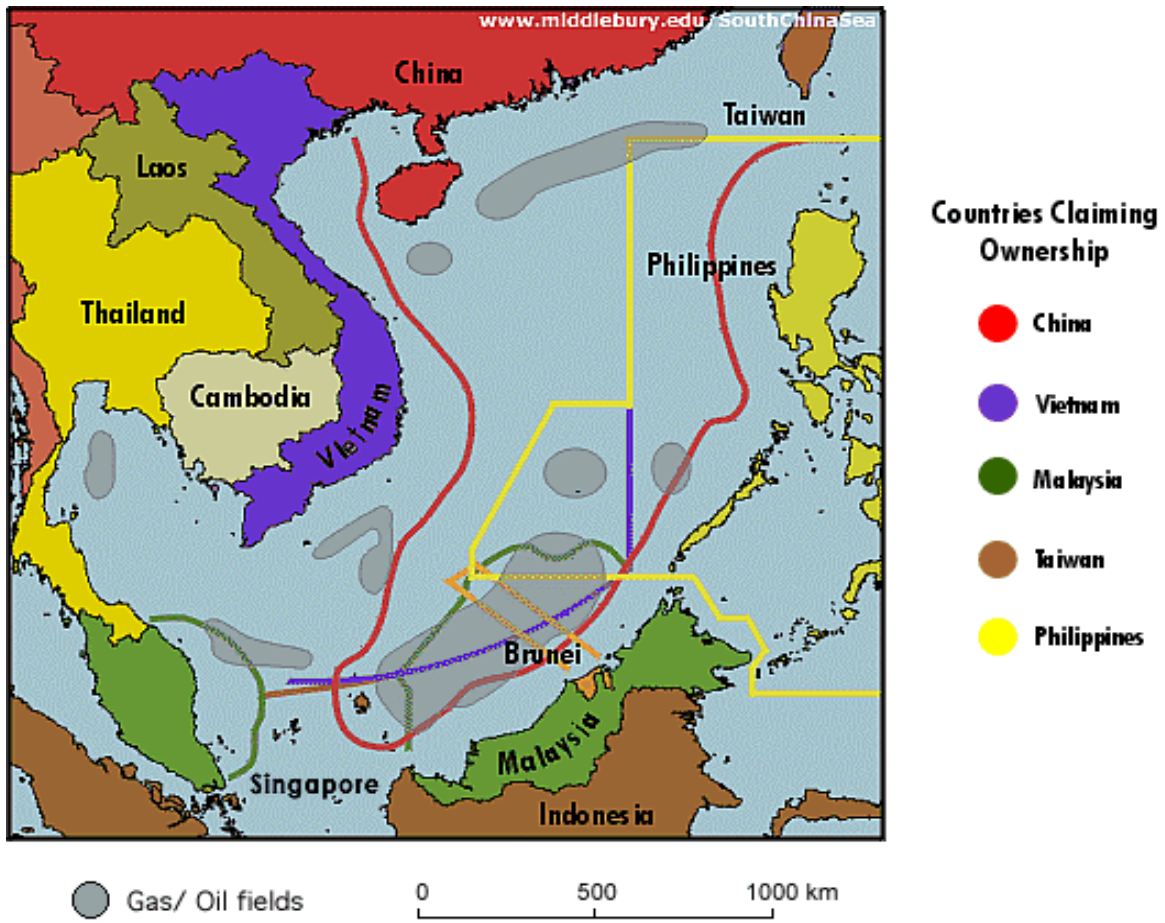 www.middlebury.edu/SouthChinaSea
China
Taiwan
Laos
Philippines
Thailand
Cambodia
Vietnam
Brunei
Malaysia
Singapore
Indonesia
Countries Claiming
Ownership
China
Vietnam
Malaysia
Taiwan
Philippines
Gas/ Oil fields
0 500 1000 km